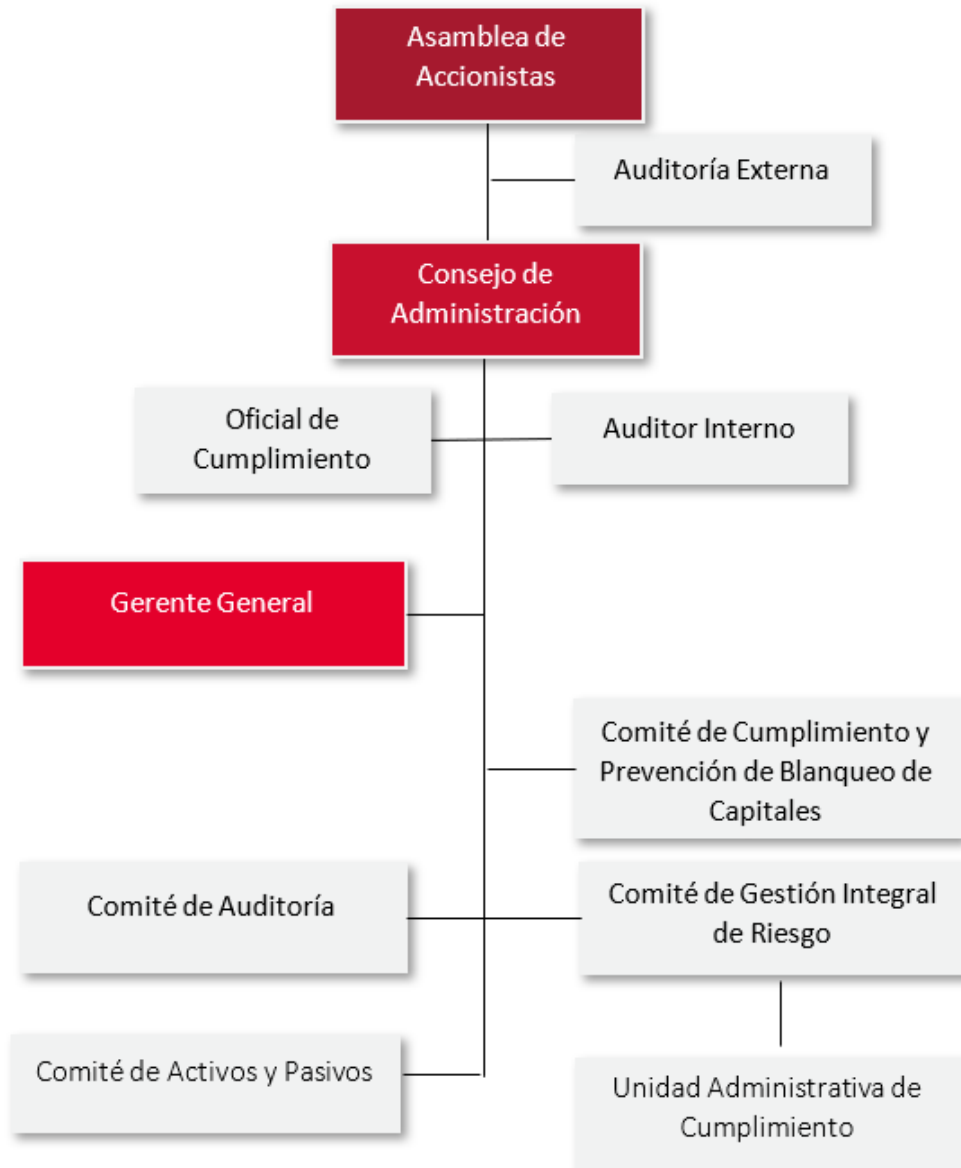 Asamblea de
Accionistas
Auditoría Externa
Consejo de
Administración
Oficial de
Cumplimiento
Auditor Interno
Gerente General
Comité de Cumplimiento y
Prevención de Blanqueo de
Capitales
Comité de Auditoría
Comité de Gestión Integral
de Riesgo
Comité de Activos y Pasivos
Unidad Administrativa de
Cumplimiento